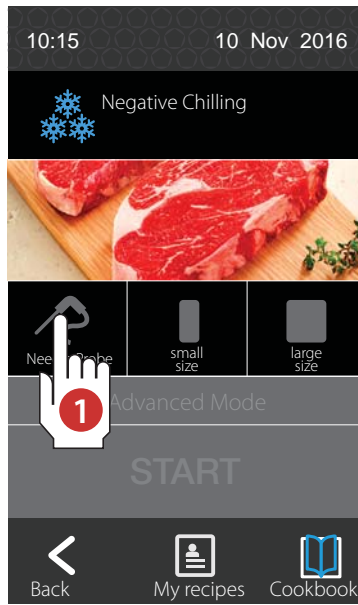 10:15 10 Nov 2016
Negative Chilling
Probe
small
size
large
size
1
Advanced Mode
START
Back My recipes Cookbook